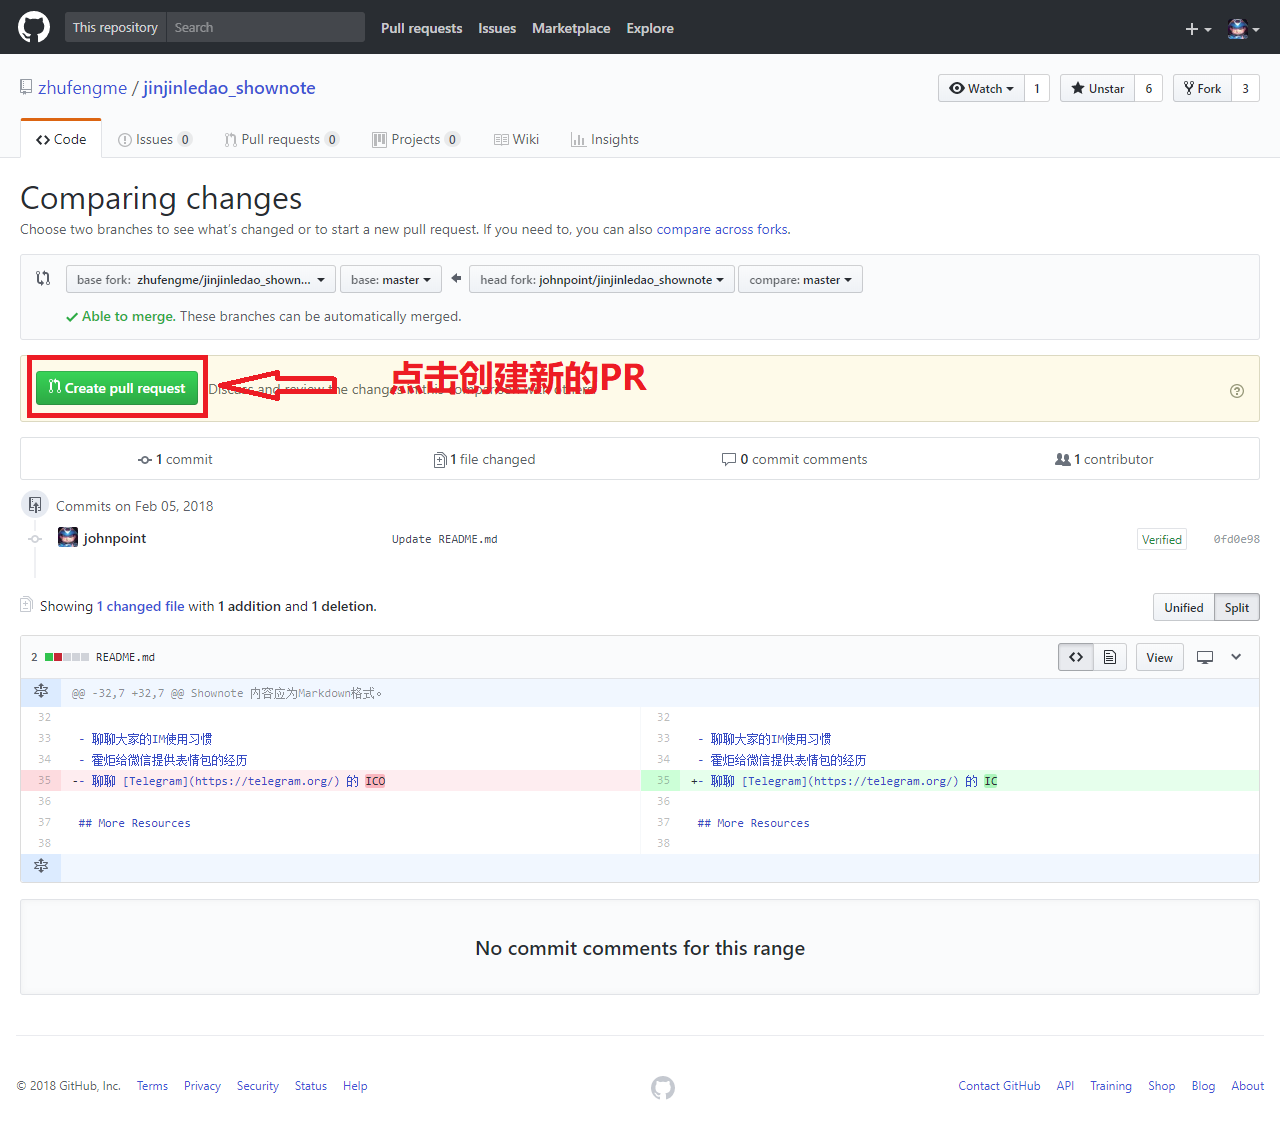 This repository Search Pull requests Issues Marketplace Explore
zhufengme / jinjinledao_shownote Watch 1 Unstar 6 Fork 3
Code Issues 0 Pull requests 0 Projects 0 Wiki Insights
Comparing changes
Choose two branches to see what's changed or to start a new pull request. If you need to, you can also compare across forks.
base fork: zhufengme/jinjinledao_shown... base: master head fork: johnpoint/jinjinledao_shownote compare: master
Able to merge. These branches can be automatically merged.
点击创建新的PR
Create pull request Discuss and review the changes in this comparison with others.
1 commit 1 file changed 0 commit comments 1 contributor
Commits on Feb 05, 2018
johnpoint Update README.md Verified 0fd0e98
Showing 1 changed file with 1 addition and 1 deletion. Unified Split
2 README.md View
@@ -32,7 +32,7 @@ Shownote 内容应为Markdown格式。
32 32
33 - 聊聊大家的IM使用习惯 33 - 聊聊大家的IM使用习惯
34 - 霍炬给微信提供表情包的经历 34 - 霍炬给微信提供表情包的经历
35 -- 聊聊 [Telegram](https://telegram.org/) 的 ICO 35 +- 聊聊 [Telegram](https://telegram.org/) 的 IC
36 36
37 ## More Resources 37 ## More Resources
38 38
No commit comments for this range
© 2018 GitHub, Inc. Terms Privacy Security Status Help Contact GitHub API Training Shop Blog About